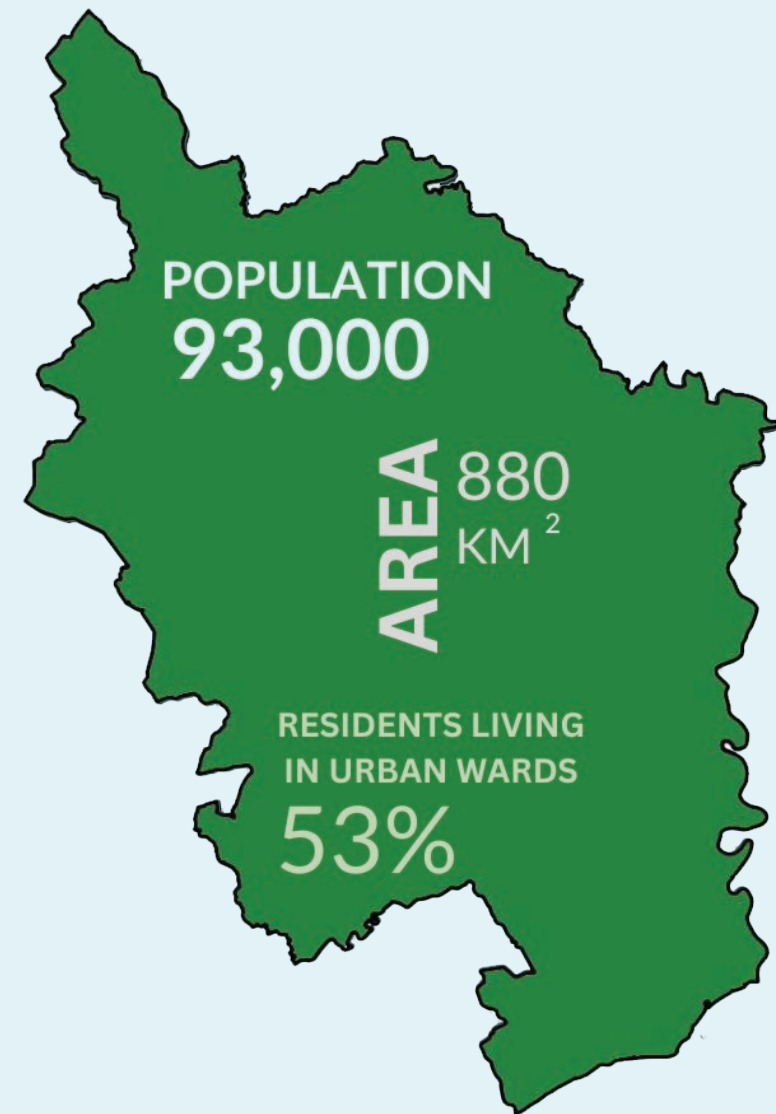 POPULATION
93,000
AREA
880
KM ²
RESIDENTS LIVING
IN URBAN WARDS
53%